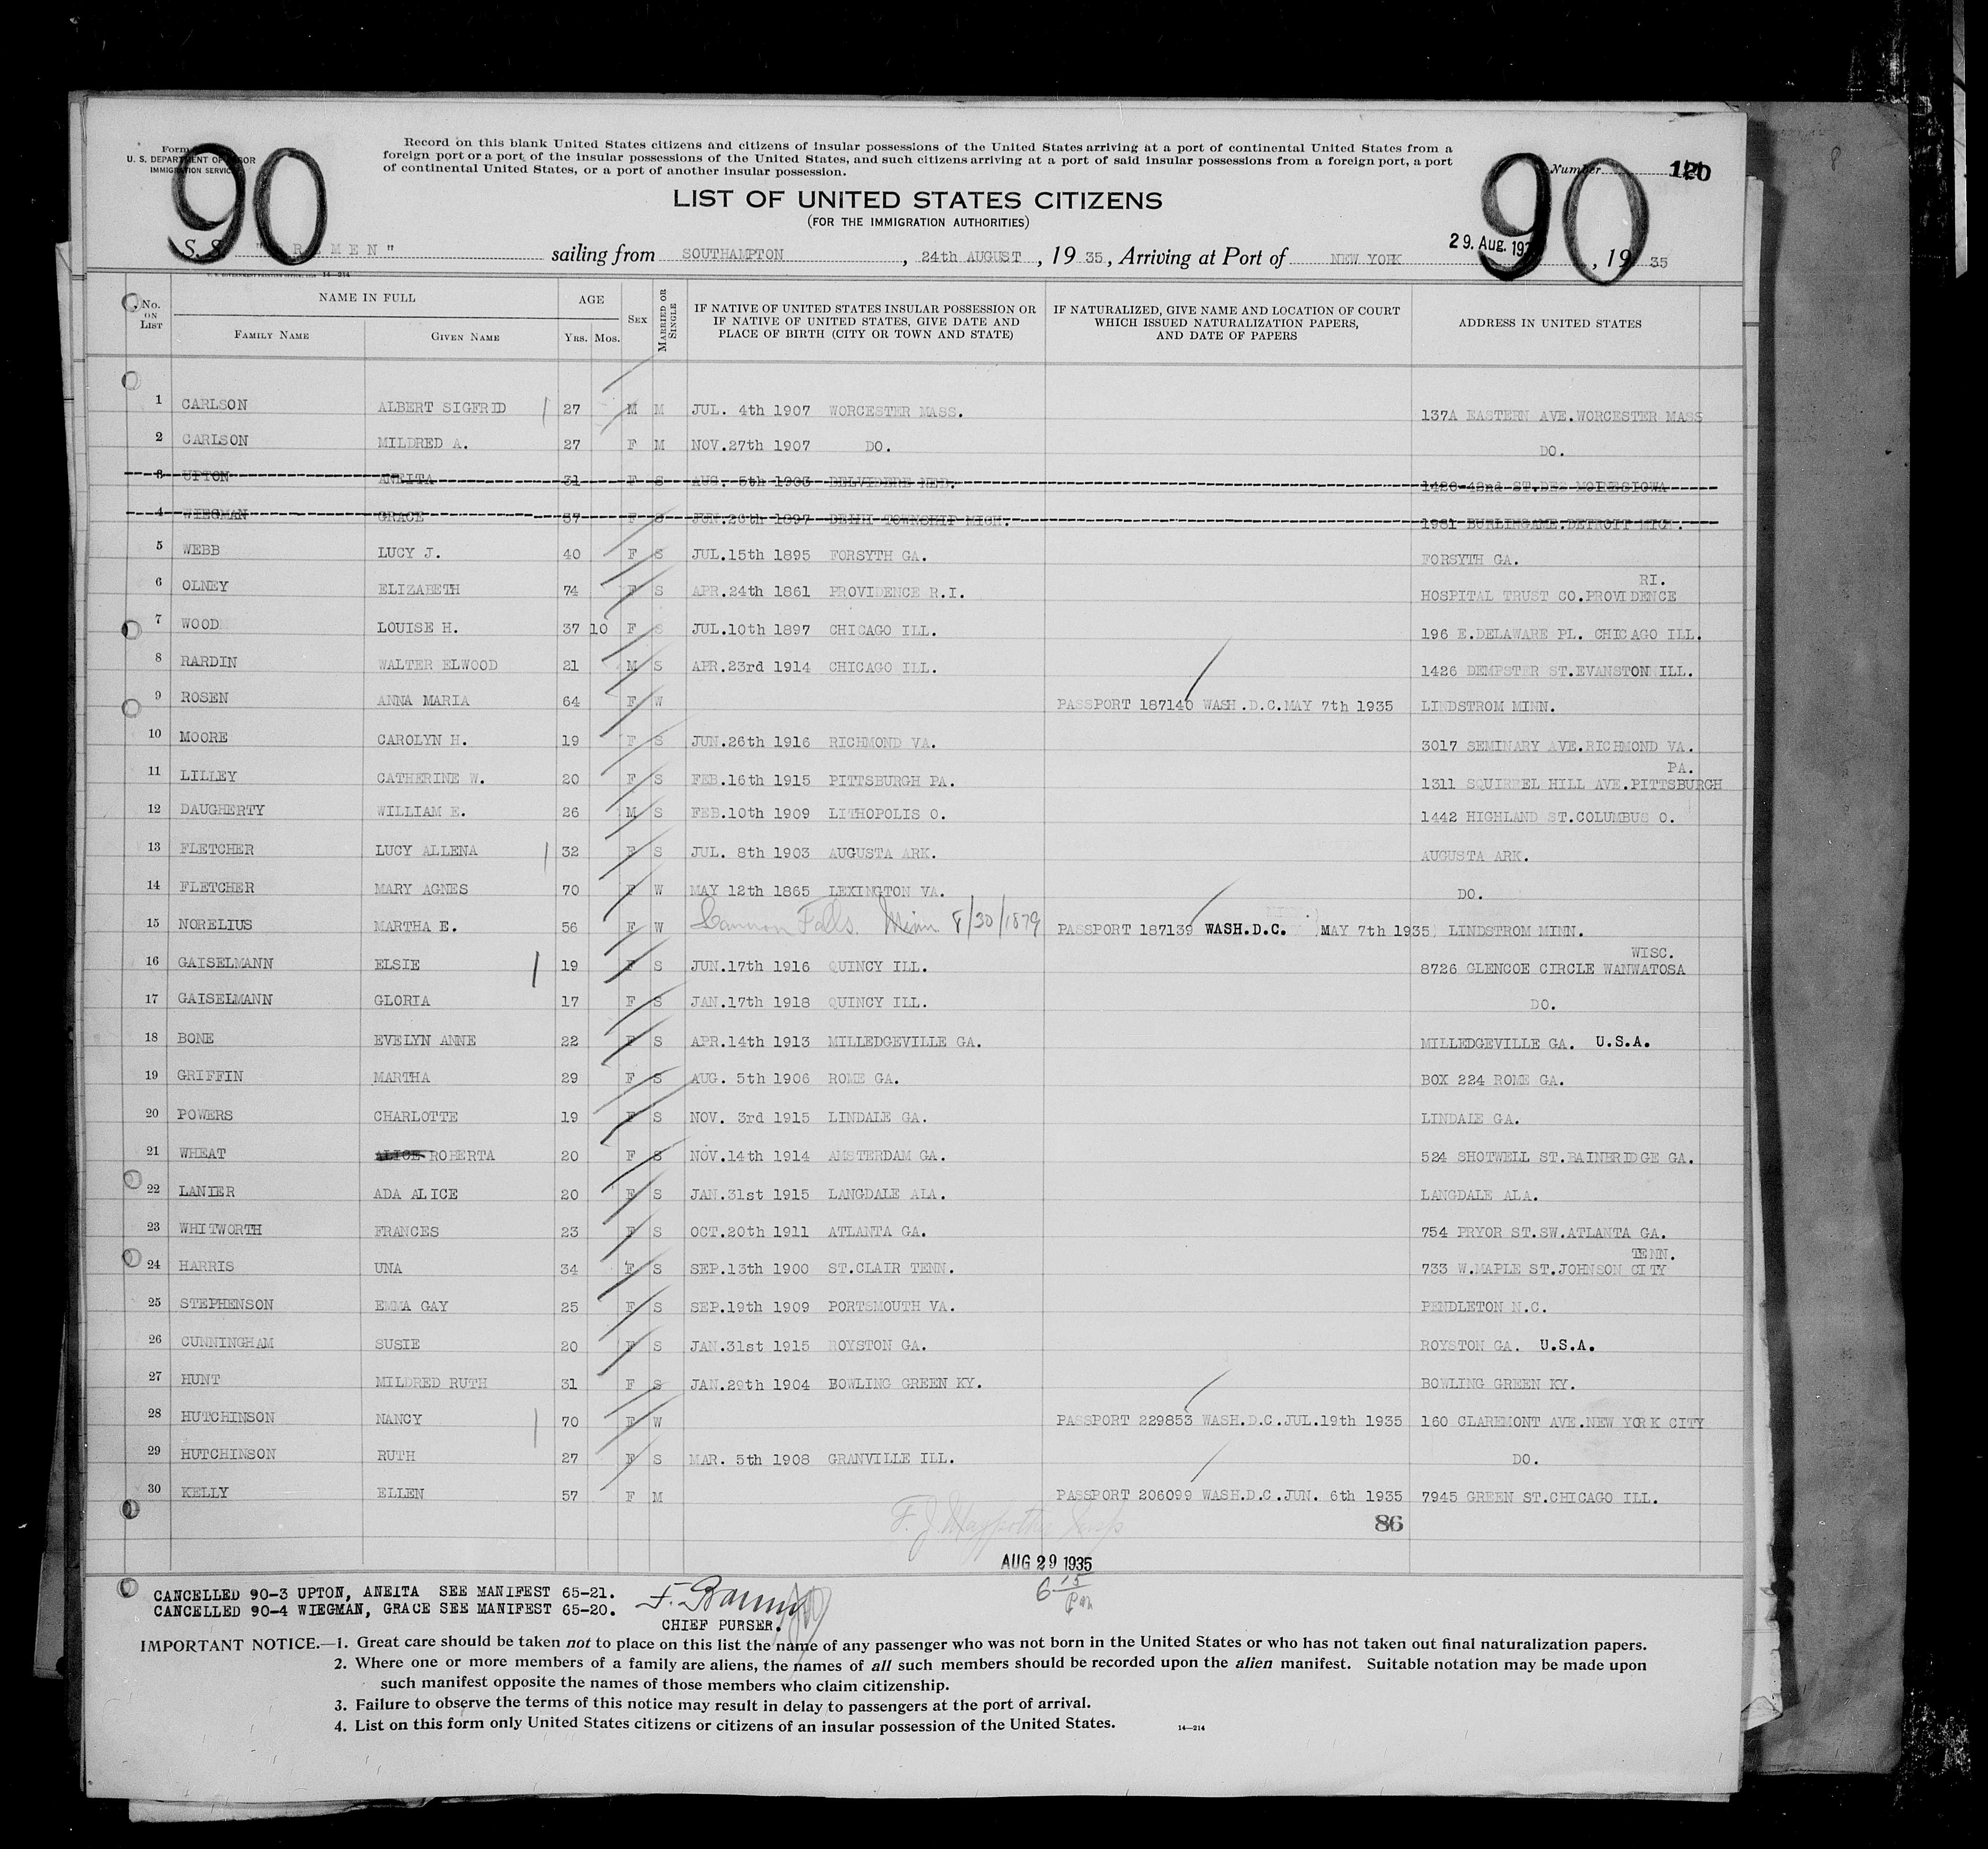 90
Form
U. S. DEPARTMENT OF LABOR
IMMIGRATION SERVICE
Record on this blank United States citizens and citizens of insular possessions of the United States arriving at a port of continental United States from a
foreign port or a port of the insular possessions of the United States, and such citizens arriving at a port of said insular possessions from a foreign port, a port
of continental United States, or a port of another insular possession.
90
Number 120
LIST OF UNITED STATES CITIZENS
(FOR THE IMMIGRATION AUTHORITIES)
S. S. "BREMEN" sailing from SOUTHAMPTON, 24th AUGUST, 1935, Arriving at Port of NEW YORK 29. Aug. 1935, 1935
14—214
No. ON LIST
NAME IN FULL
FAMILY NAME
GIVEN NAME
AGE
YRS. MOS.
SEX
MARRIED OR SINGLE
IF NATIVE OF UNITED STATES INSULAR POSSESSION OR
IF NATIVE OF UNITED STATES, GIVE DATE AND
PLACE OF BIRTH (CITY OR TOWN AND STATE)
IF NATURALIZED, GIVE NAME AND LOCATION OF COURT
WHICH ISSUED NATURALIZATION PAPERS,
AND DATE OF PAPERS
ADDRESS IN UNITED STATES
1 CARLSON ALBERT SIGFRID 27 M M JUL. 4th 1907 WORCESTER MASS. 137A EASTERN AVE.WORCESTER MASS
2 CARLSON MILDRED A. 27 F M NOV.27th 1907 DO. DO.
3 UPTON ANEITA 31 F S AUG. 5th 1903 BELVIDERE NEB. 1426 42nd ST.DES MOINES IOWA
4 WIEGMAN GRACE 37 F S JUN.26th 1897 DELHI TOWNSHIP MICH. 1981 BURLINGAME.DETROIT MICH.
5 WEBB LUCY J. 40 F S JUL.15th 1895 FORSYTH GA. FORSYTH GA.
6 OLNEY ELIZABETH 74 F S APR.24th 1861 PROVIDENCE R.I. HOSPITAL TRUST CO.PROVIDENCE RI.
7 WOOD LOUISE H. 37 10 F S JUL.10th 1897 CHICAGO ILL. 196 E.DELAWARE PL. CHICAGO ILL.
8 RARDIN WALTER ELWOOD 21 M S APR.23rd 1914 CHICAGO ILL. 1426 DEMPSTER ST.EVANSTON ILL.
9 ROSEN ANNA MARIA 64 F W PASSPORT 187140 WASH.D.C.MAY 7th 1935 LINDSTROM MINN.
10 MOORE CAROLYN H. 19 F S JUN.26th 1916 RICHMOND VA. 3017 SEMINARY AVE.RICHMOND VA.
11 LILLEY CATHERINE W. 20 F S FEB.16th 1915 PITTSBURGH PA. 1311 SQUIRREL HILL AVE.PITTSBURGH PA.
12 DAUGHERTY WILLIAM E. 26 M S FEB.10th 1909 LITHOPOLIS O. 1442 HIGHLAND ST.COLUMBUS O.
13 FLETCHER LUCY ALLENA 32 F S JUL. 8th 1903 AUGUSTA ARK. AUGUSTA ARK.
14 FLETCHER MARY AGNES 70 F W MAY 12th 1865 LEXINGTON VA. DO.
15 NORELIUS MARTHA E. 56 F W Cannon Falls. Minn 8/30/1879 PASSPORT 187139 WASH.D.C. MAY 7th 1935 LINDSTROM MINN.
16 GAISELMANN ELSIE 19 F S JUN.17th 1916 QUINCY ILL. 8726 GLENCOE CIRCLE WANWATOSA WISC.
17 GAISELMANN GLORIA 17 F S JAN.17th 1918 QUINCY ILL. DO.
18 BONE EVELYN ANNE 22 F S APR.14th 1913 MILLEDGEVILLE GA. MILLEDGEVILLE GA. U.S.A.
19 GRIFFIN MARTHA 29 F S AUG. 5th 1906 ROME GA. BOX 224 ROME GA.
20 POWERS CHARLOTTE 19 F S NOV. 3rd 1915 LINDALE GA. LINDALE GA.
21 WHEAT ALICE ROBERTA 20 F S NOV.14th 1914 AMSTERDAM GA. 524 SHOTWELL ST.BAINBRIDGE GA.
22 LANIER ADA ALICE 20 F S JAN.31st 1915 LANGDALE ALA. LANGDALE ALA.
23 WHITWORTH FRANCES 23 F S OCT.20th 1911 ATLANTA GA. 754 PRYOR ST.SW.ATLANTA GA.
24 HARRIS UNA 34 F S SEP.13th 1900 ST.CLAIR TENN. 733 W.MAPLE ST.JOHNSON CITY TENN.
25 STEPHENSON EMMA GAY 25 F S SEP.19th 1909 PORTSMOUTH VA. PENDLETON N.C.
26 CUNNINGHAM SUSIE 20 F S JAN.31st 1915 ROYSTON GA. ROYSTON GA. U.S.A.
27 HUNT MILDRED RUTH 31 F S JAN.29th 1904 BOWLING GREEN KY. BOWLING GREEN KY.
28 HUTCHINSON NANCY 70 F W PASSPORT 229853 WASH.D.C.JUL.19th 1935 160 CLAREMONT AVE.NEW YORK CITY
29 HUTCHINSON RUTH 27 F S MAR. 5th 1908 GRANVILLE ILL. DO.
30 KELLY ELLEN 57 F M PASSPORT 206099 WASH.D.C.JUN. 6th 1935 7945 GREEN ST.CHICAGO ILL.
86
AUG 29 1935
6 15 Pm
CANCELLED 90-3 UPTON, ANEITA SEE MANIFEST 65-21.
CANCELLED 90-4 WIEGMAN, GRACE SEE MANIFEST 65-20.
CHIEF PURSER.
IMPORTANT NOTICE.—1. Great care should be taken not to place on this list the name of any passenger who was not born in the United States or who has not taken out final naturalization papers.
2. Where one or more members of a family are aliens, the names of all such members should be recorded upon the alien manifest. Suitable notation may be made upon
such manifest opposite the names of those members who claim citizenship.
3. Failure to observe the terms of this notice may result in delay to passengers at the port of arrival.
4. List on this form only United States citizens or citizens of an insular possession of the United States.
14—214